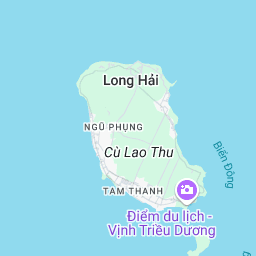 Long Hải
NGŨ PHỤNG
Cù Lao Thu
TAM THANH
Biển Đông
Điểm du lịch -
Vịnh Triều Dương